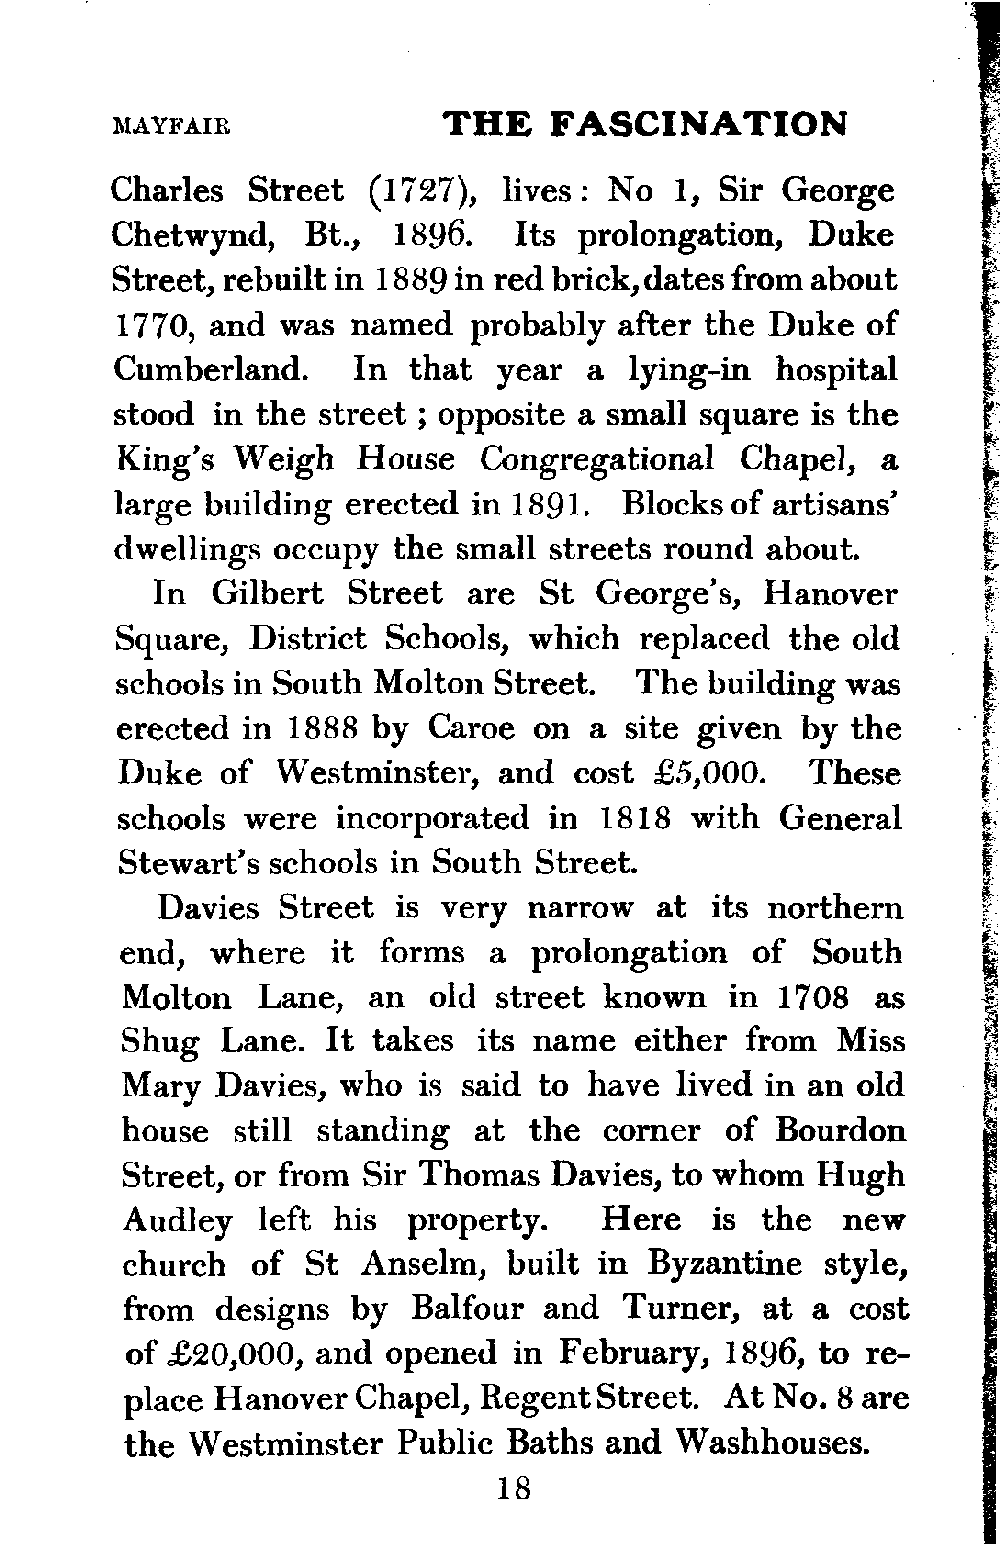 MAYFAIR THE FASCINATION
Charles Street (1727), lives: No 1, Sir George
Chetwynd, Bt., 1896. Its prolongation, Duke
Street, rebuilt in 1889 in red brick, dates from about
1770, and was named probably after the Duke of
Cumberland. In that year a lying-in hospital
stood in the street; opposite a small square is the
King's Weigh House Congregational Chapel, a
large building erected in 1891. Blocks of artisans'
dwellings occupy the small streets round about.
In Gilbert Street are St George's, Hanover
Square, District Schools, which replaced the old
schools in South Molton Street. The building was
erected in 1888 by Caroe on a site given by the
Duke of Westminster, and cost £5,000. These
schools were incorporated in 1818 with General
Stewart's schools in South Street.
Davies Street is very narrow at its northern
end, where it forms a prolongation of South
Molton Lane, an old street known in 1708 as
Shug Lane. It takes its name either from Miss
Mary Davies, who is said to have lived in an old
house still standing at the corner of Bourdon
Street, or from Sir Thomas Davies, to whom Hugh
Audley left his property. Here is the new
church of St Anselm, built in Byzantine style,
from designs by Balfour and Turner, at a cost
of £20,000, and opened in February, 1896, to re-
place Hanover Chapel, Regent Street. At No. 8 are
the Westminster Public Baths and Washhouses.
18